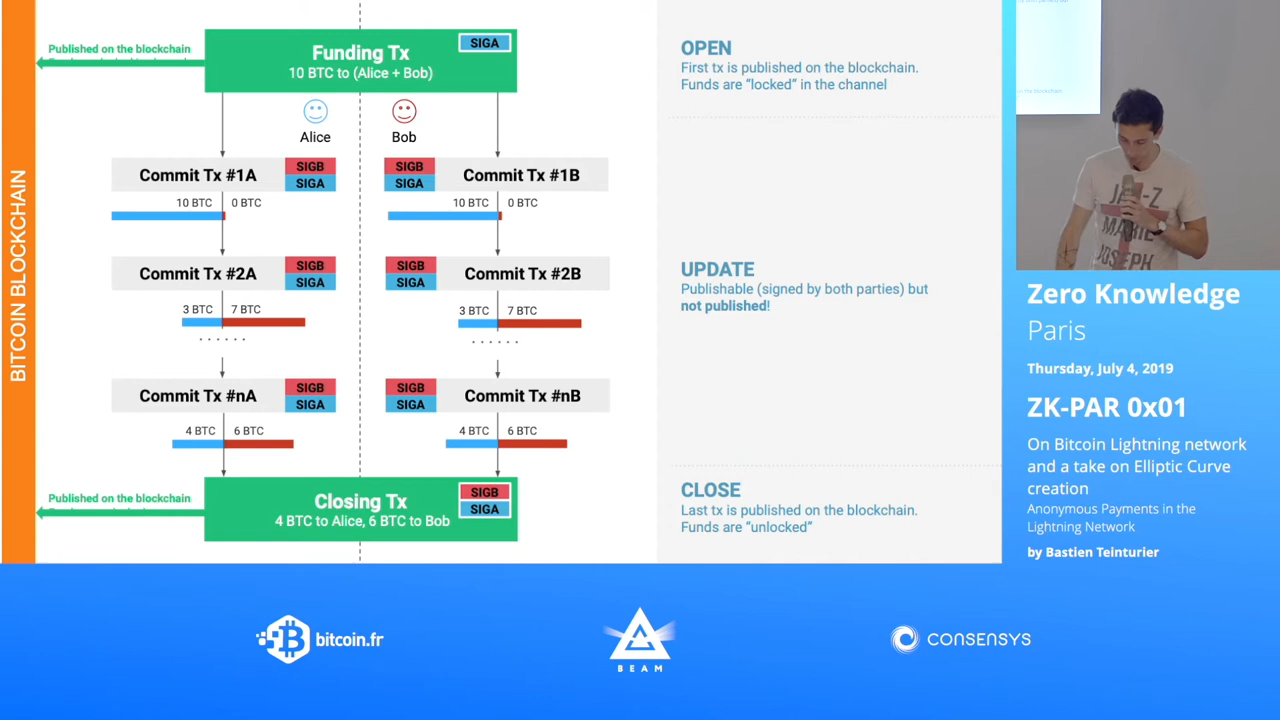 BITCOIN BLOCKCHAIN
Published on the blockchain
Funding Tx
10 BTC to (Alice + Bob)
SIGA
Alice
Bob
Commit Tx #1A
SIGB
SIGA
SIGB
SIGA
Commit Tx #1B
10 BTC
0 BTC
10 BTC
0 BTC
Commit Tx #2A
SIGB
SIGA
SIGB
SIGA
Commit Tx #2B
3 BTC
7 BTC
3 BTC
7 BTC
. . . . . .
. . . . . .
Commit Tx #nA
SIGB
SIGA
SIGB
SIGA
Commit Tx #nB
4 BTC
6 BTC
4 BTC
6 BTC
Published on the blockchain
Closing Tx
4 BTC to Alice, 6 BTC to Bob
SIGB
SIGA
OPEN
First tx is published on the blockchain.
Funds are “locked” in the channel
UPDATE
Publishable (signed by both parties) but
not published!
CLOSE
Last tx is published on the blockchain.
Funds are “unlocked”
MARIE
JOSEPH
Zero Knowledge
Paris
Thursday, July 4, 2019
ZK-PAR 0x01
On Bitcoin Lightning network
and a take on Elliptic Curve
creation
Anonymous Payments in the
Lightning Network
by Bastien Teinturier
bitcoin.fr
BEAM
CONSENSYS